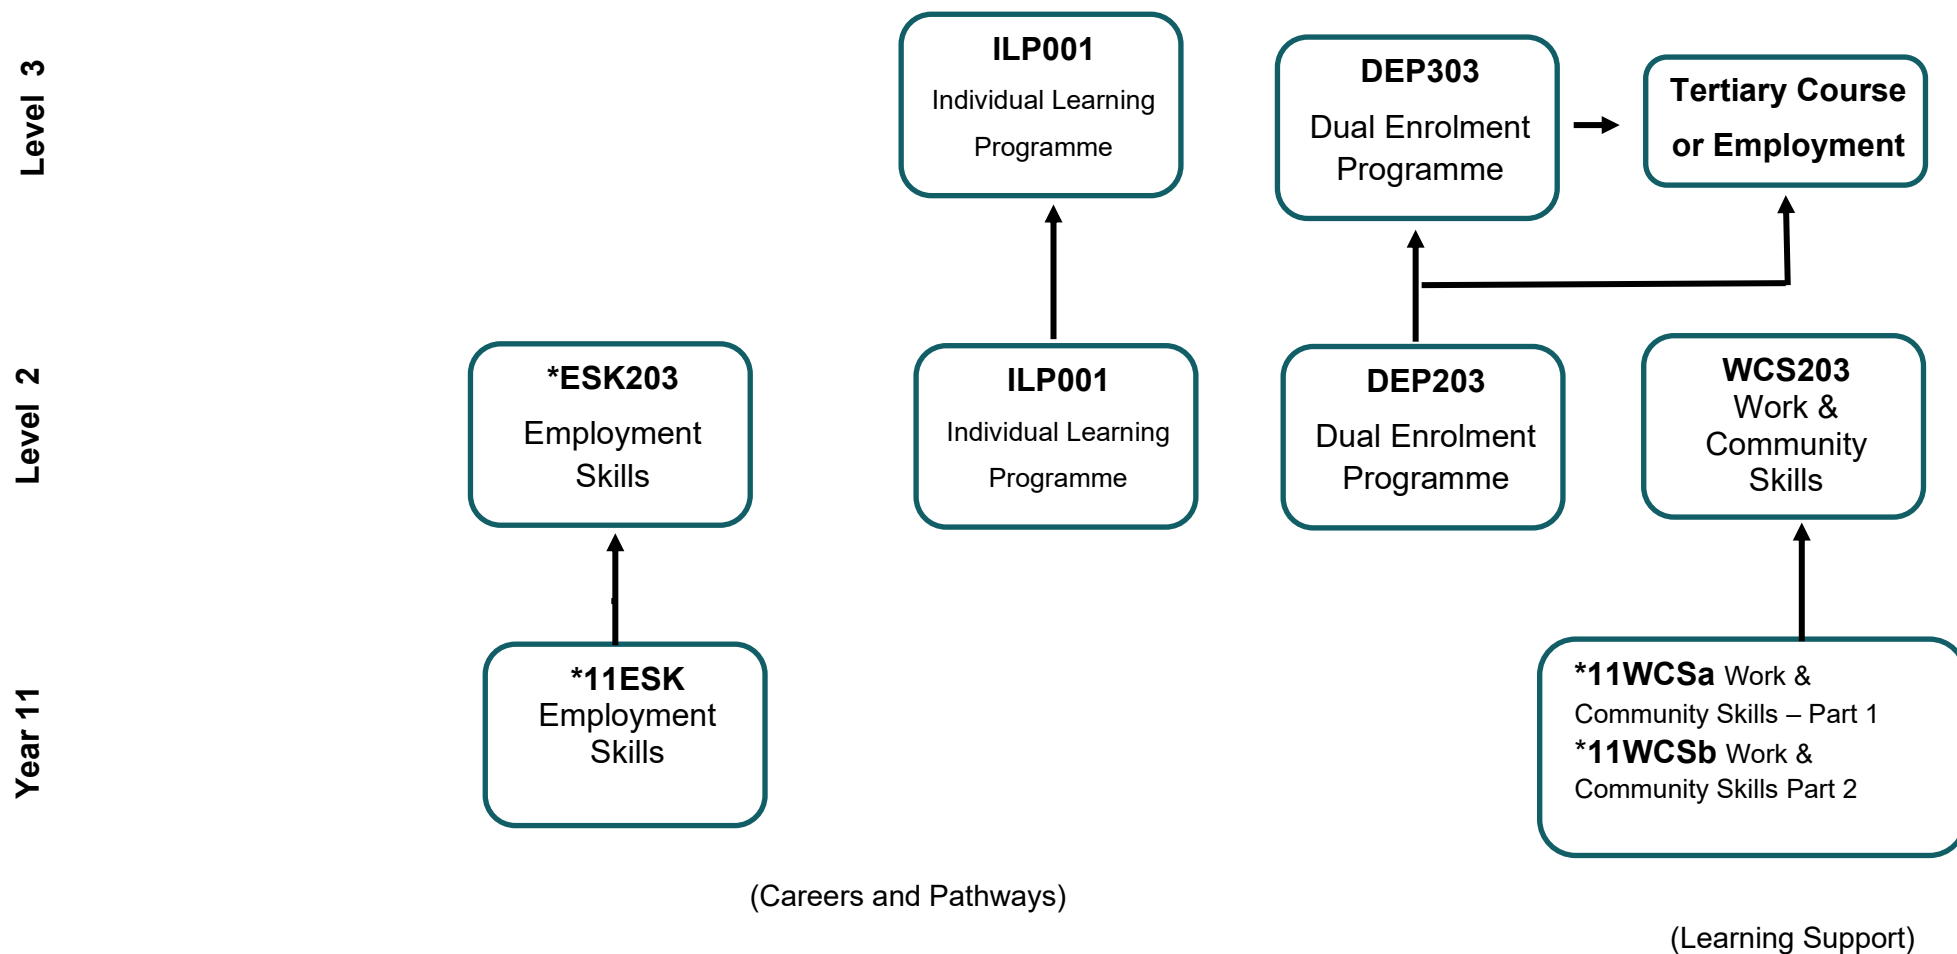 Level 3
ILP001
Individual Learning
Programme
DEP303
Dual Enrolment
Programme
Tertiary Course
or Employment
Level 2
*ESK203
Employment
Skills
ILP001
Individual Learning
Programme
DEP203
Dual Enrolment
Programme
WCS203
Work &
Community
Skills
Year 11
*11ESK
Employment
Skills
*11WCSa Work &
Community Skills – Part 1
*11WCSb Work &
Community Skills Part 2
(Careers and Pathways)
(Learning Support)